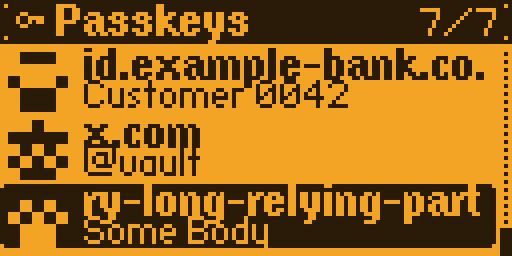 Passkeys 7/7
id.example-bank.co.
Customer 0042
x.com
@vault
ry-long-relying-part
Some Body